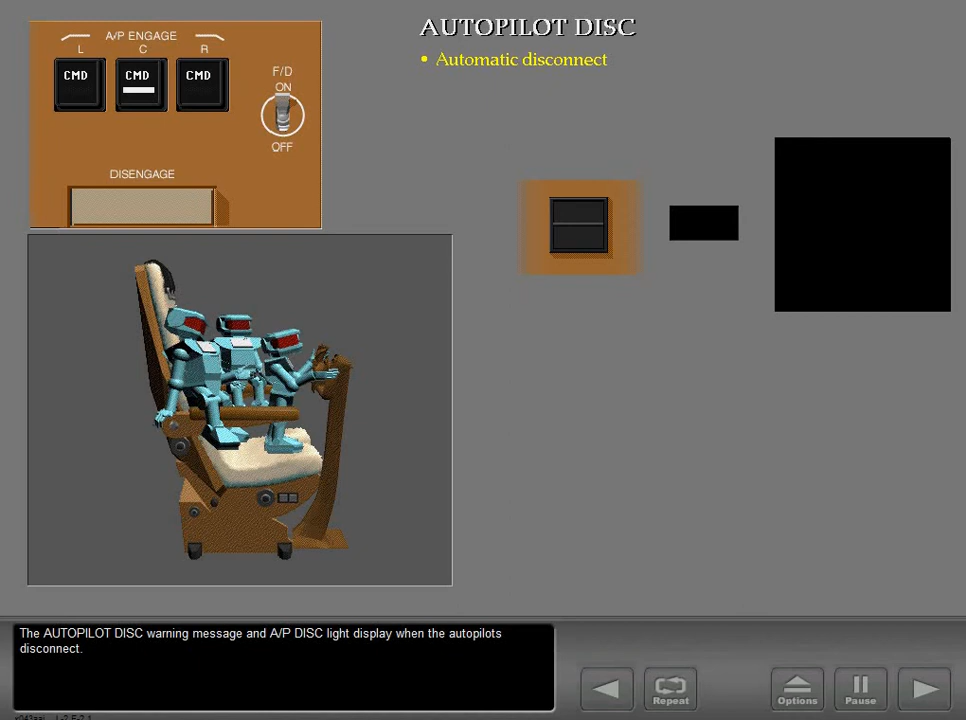 AUTOPILOT DISC
• Automatic disconnect
A/P ENGAGE
L C R
CMD CMD CMD
F/D
ON
OFF
DISENGAGE
The AUTOPILOT DISC warning message and A/P DISC light display when the autopilots
disconnect.
Repeat
Options
Pause